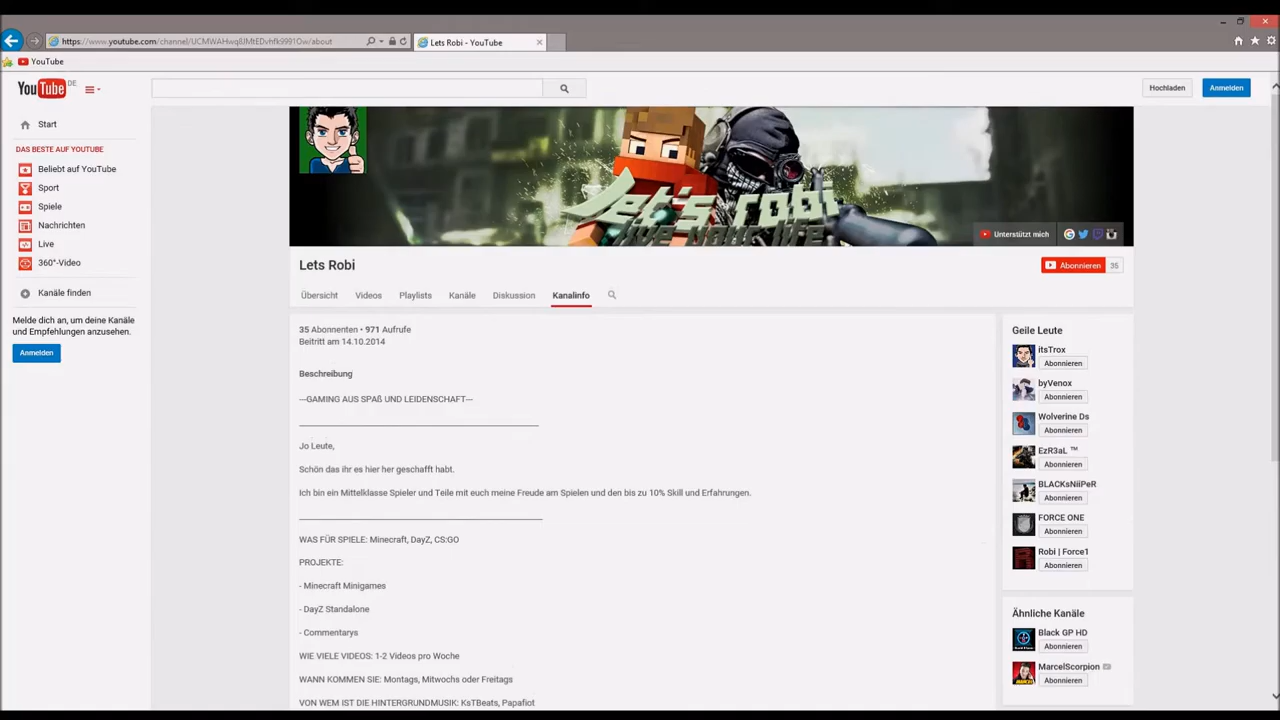 https://www.youtube.com/channel/UCMWAHwq8JMtEDvhfk9991Ow/about
Lets Robi - YouTube
YouTube
YouTube DE
Hochladen
Anmelden
Start
DAS BESTE AUF YOUTUBE
Beliebt auf YouTube
Sport
Spiele
Nachrichten
Live
360°-Video
Kanäle finden
Melde dich an, um deine Kanäle
und Empfehlungen anzusehen.
Anmelden
Let's robi
live your life
Unterstützt mich
Lets Robi
Abonnieren 35
Übersicht
Videos
Playlists
Kanäle
Diskussion
Kanalinfo
35 Abonnenten • 971 Aufrufe
Beitritt am 14.10.2014
Beschreibung
---GAMING AUS SPAß UND LEIDENSCHAFT---
Jo Leute,
Schön das ihr es hier her geschafft habt.
Ich bin ein Mittelklasse Spieler und Teile mit euch meine Freude am Spielen und den bis zu 10% Skill und Erfahrungen.
WAS FÜR SPIELE: Minecraft, DayZ, CS:GO
PROJEKTE:
- Minecraft Minigames
- DayZ Standalone
- Commentarys
WIE VIELE VIDEOS: 1-2 Videos pro Woche
WANN KOMMEN SIE: Montags, Mitwochs oder Freitags
VON WEM IST DIE HINTERGRUNDMUSIK: KsTBeats, Papafiot
Geile Leute
itsTrox
Abonnieren
byVenox
Abonnieren
Wolverine Ds
Abonnieren
EzR3aL ™
Abonnieren
BLACKsNiiPeR
Abonnieren
FORCE ONE
Abonnieren
Robi | Force1
Abonnieren
Ähnliche Kanäle
Black GP HD
Abonnieren
MarcelScorpion
Abonnieren